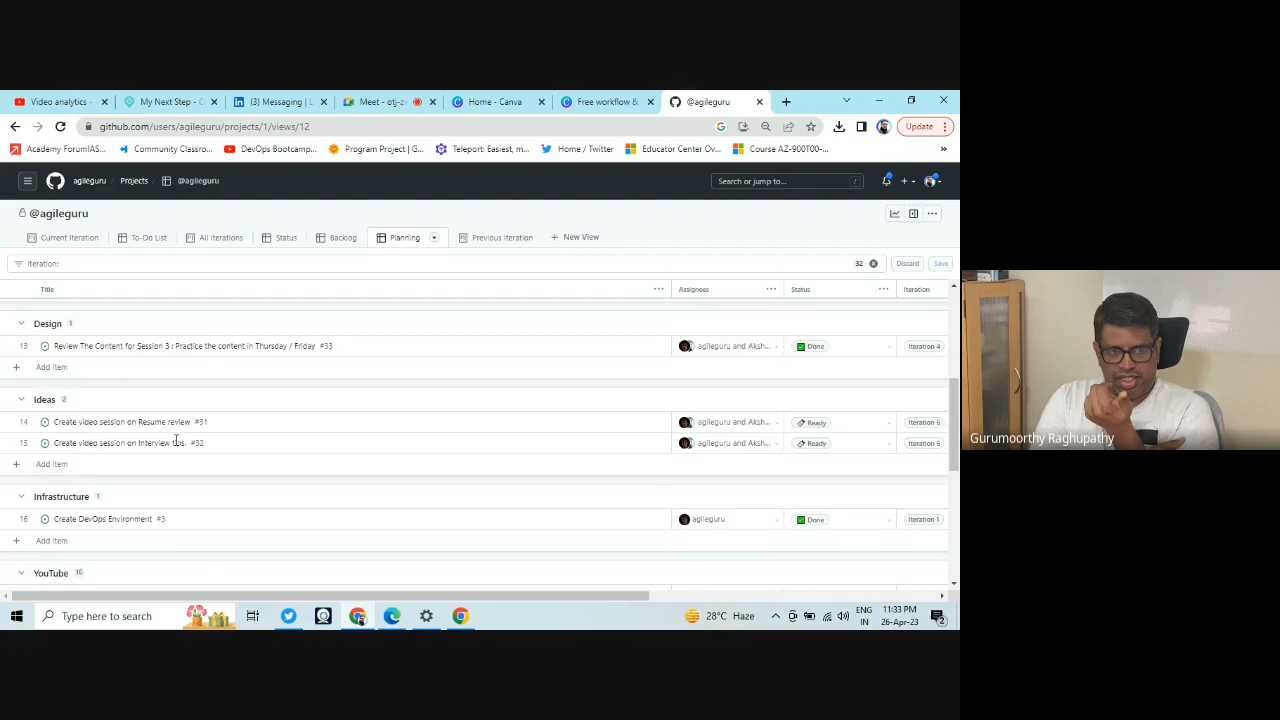 Video analytics -
My Next Step - C
(3) Messaging | L
Meet - otj-z
Home - Canva
Free workflow &
@agileguru
github.com/users/agileguru/projects/1/views/12
Update
Academy ForumIAS...
Community Classro...
DevOps Bootcamp...
Program Project | G...
Teleport: Easiest, m...
Home / Twitter
Educator Center Ov...
Course AZ-900T00-...
»
agileguru / Projects / @agileguru
Search or jump to... /
@agileguru
Current Iteration
To-Do List
All Iterations
Status
Backlog
Planning
Previous Iteration
+ New View
iteration:
32
Discard
Save
Title ... Assignees ... Status ... Iteration
Design 1
13 Review The Content for Session 3 : Practice the content in Thursday / Friday #33 agileguru and Aksh... Done Iteration 4
+ Add item
Ideas 2
14 Create video session on Resume review #31 agileguru and Aksh... Ready Iteration 6
15 Create video session on Interview #32 agileguru and Aksh... Ready Iteration 6
+ Add item
Infrastructure 1
16 Create DevOps Environment #3 agileguru Done Iteration 1
+ Add item
YouTube 16
Type here to search
28°C Haze
ENG
IN
11:33 PM
26-Apr-23
2
Gurumoorthy Raghupathy